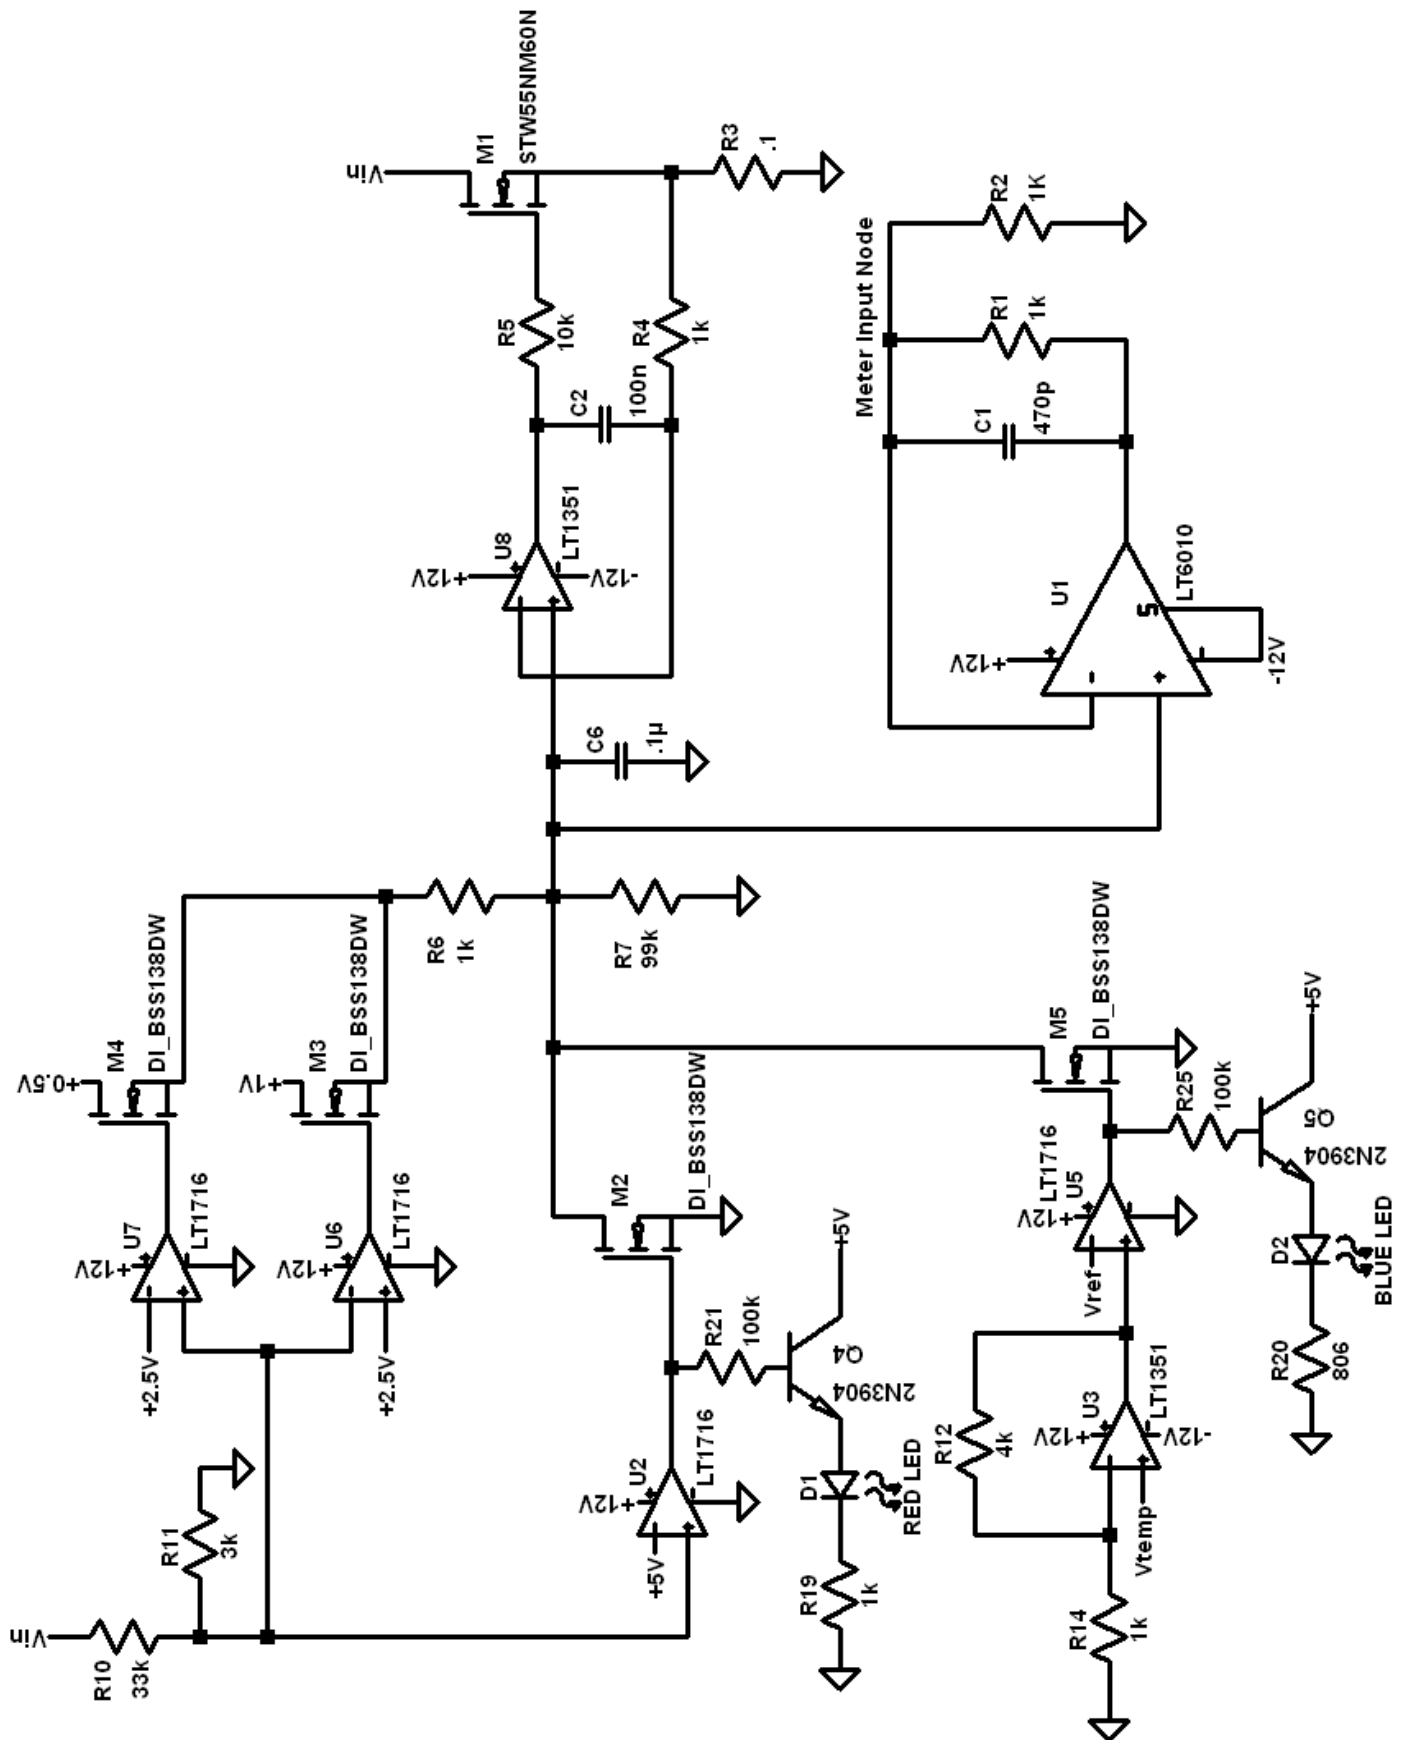 Vin
M1
STW55NM60N
R5
10k
R3
.1
R4
1k
C2
100n
+12V
U8
LT1351
-12V
C6
.1µ
Meter Input Node
R2
1K
R1
1k
C1
470p
U1
+12V
LT6010
-12V
+0.5V
M4
DI_BSS138DW
+1V
M3
DI_BSS138DW
R6
1k
R7
99k
+12V
U7
LT1716
+2.5V
+12V
U6
LT1716
+2.5V
R11
3k
Vin
R10
33k
M2
DI_BSS138DW
+12V
U2
LT1716
+5V
R21
100k
+5V
Q4
2N3904
D1
RED LED
R19
1k
M5
DI_BSS138DW
R25
100k
LT1716
U5
+12V
Vref
+5V
Q5
2N3904
D2
BLUE LED
R20
806
R12
4k
U3
+12V
LT1351
-12V
Vtemp
R14
1k